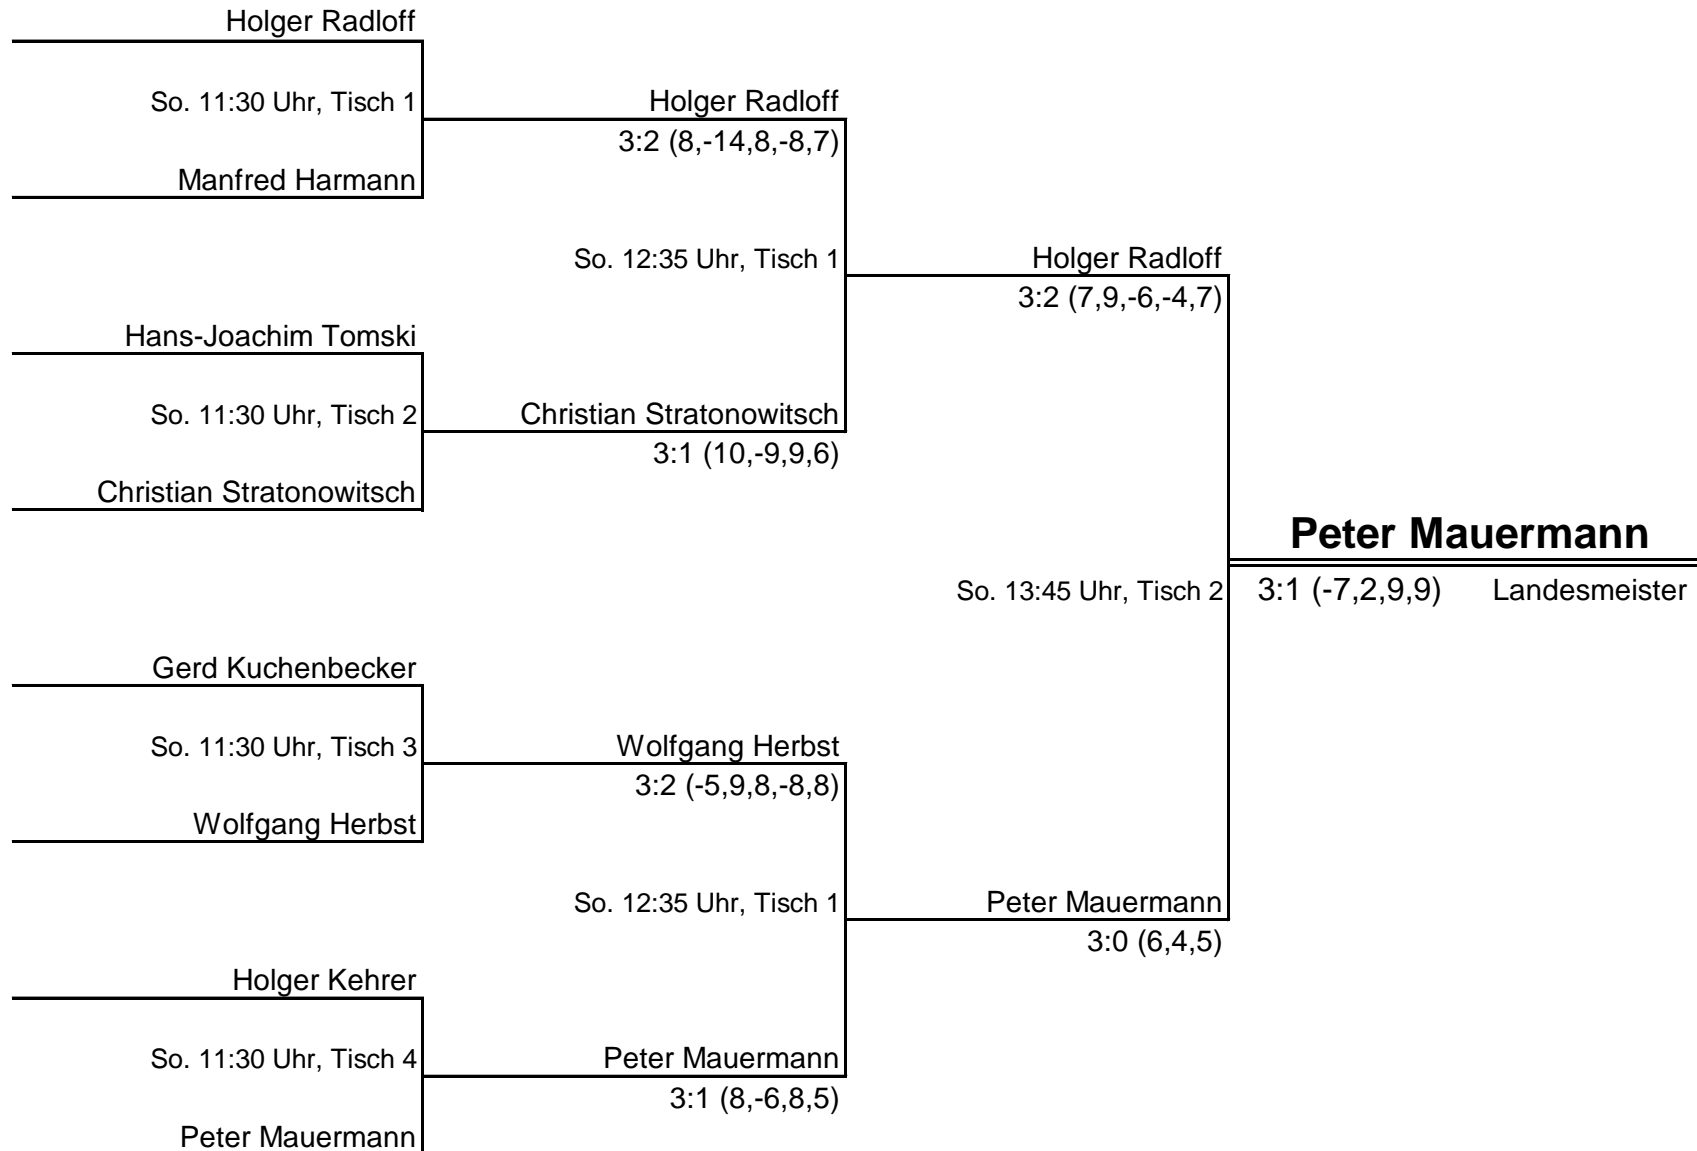 Holger Radloff
So. 11:30 Uhr, Tisch 1
Holger Radloff
3:2 (8,-14,8,-8,7)
Manfred Harmann
So. 12:35 Uhr, Tisch 1
Holger Radloff
3:2 (7,9,-6,-4,7)
Hans-Joachim Tomski
So. 11:30 Uhr, Tisch 2
Christian Stratonowitsch
3:1 (10,-9,9,6)
Christian Stratonowitsch
Peter Mauermann
So. 13:45 Uhr, Tisch 2
3:1 (-7,2,9,9) Landesmeister
Gerd Kuchenbecker
So. 11:30 Uhr, Tisch 3
Wolfgang Herbst
3:2 (-5,9,8,-8,8)
Wolfgang Herbst
So. 12:35 Uhr, Tisch 1
Peter Mauermann
3:0 (6,4,5)
Holger Kehrer
So. 11:30 Uhr, Tisch 4
Peter Mauermann
3:1 (8,-6,8,5)
Peter Mauermann